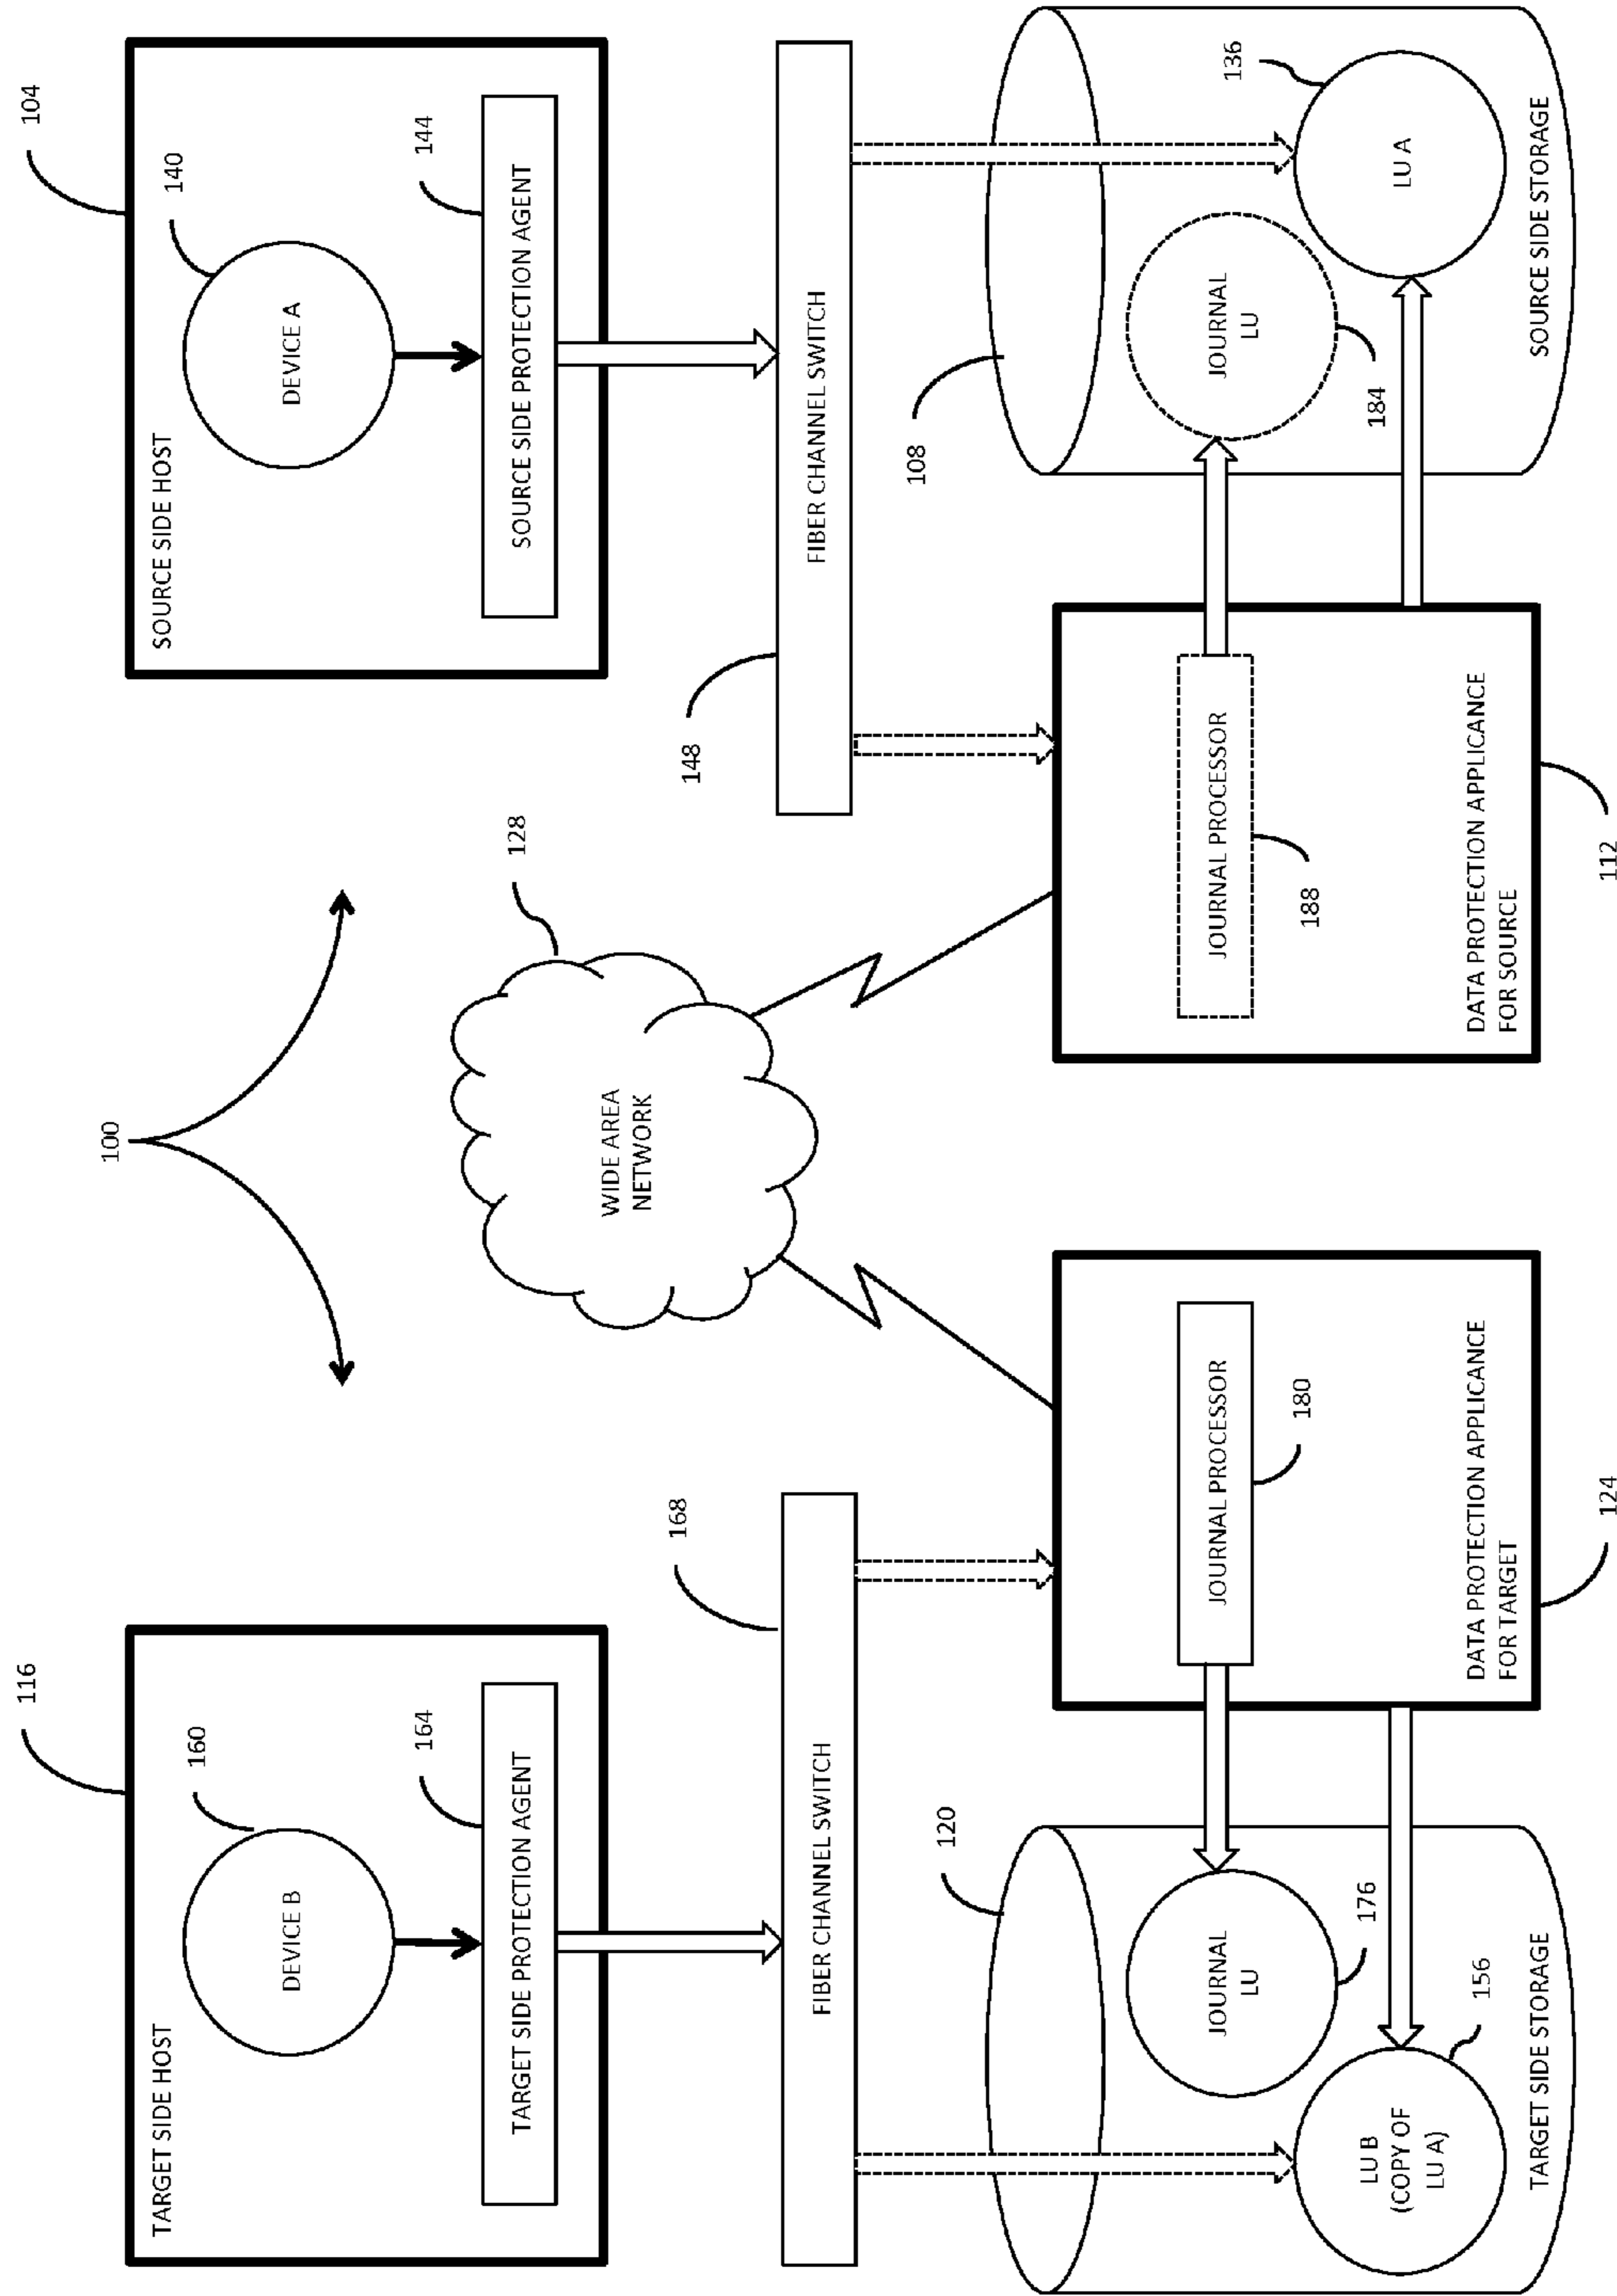 100
104
SOURCE SIDE HOST
140
DEVICE A
144
SOURCE SIDE PROTECTION AGENT
148
FIBER CHANNEL SWITCH
108
JOURNAL
LU
184
136
LU A
SOURCE SIDE STORAGE
JOURNAL PROCESSOR
188
DATA PROTECTION APPLICANCE
FOR SOURCE
112
128
WIDE AREA
NETWORK
116
TARGET SIDE HOST
160
DEVICE B
164
TARGET SIDE PROTECTION AGENT
168
FIBER CHANNEL SWITCH
120
JOURNAL
LU
176
LU B
(COPY OF
LU A)
156
TARGET SIDE STORAGE
JOURNAL PROCESSOR
180
DATA PROTECTION APPLICANCE
FOR TARGET
124